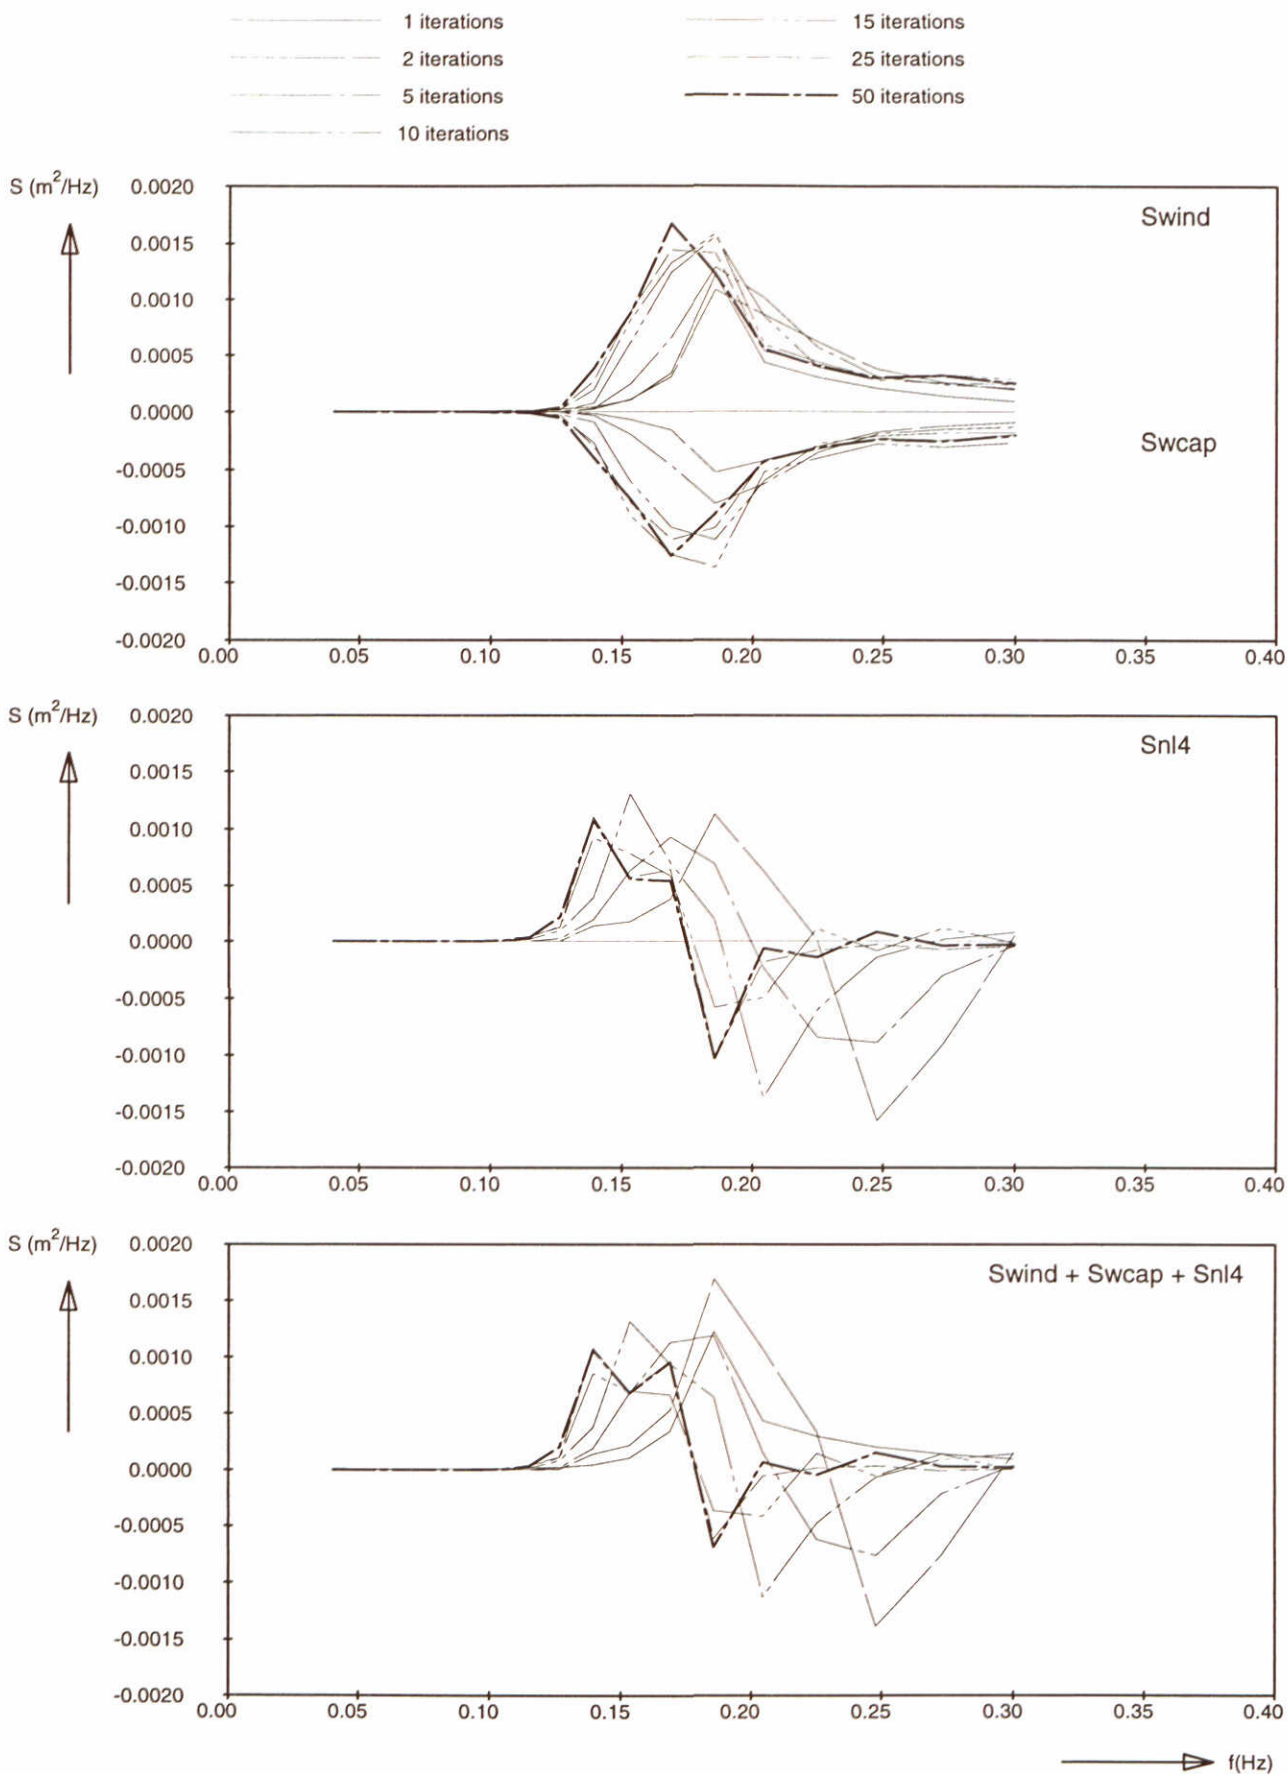 1 iterations
15 iterations
2 iterations
25 iterations
5 iterations
50 iterations
10 iterations
S (m²/Hz)
0.0020
0.0015
0.0010
0.0005
0.0000
-0.0005
-0.0010
-0.0015
-0.0020
Swind
Swcap
0.00 0.05 0.10 0.15 0.20 0.25 0.30 0.35 0.40
S (m²/Hz)
0.0020
0.0015
0.0010
0.0005
0.0000
-0.0005
-0.0010
-0.0015
-0.0020
Snl4
0.00 0.05 0.10 0.15 0.20 0.25 0.30 0.35 0.40
S (m²/Hz)
0.0020
0.0015
0.0010
0.0005
0.0000
-0.0005
-0.0010
-0.0015
-0.0020
Swind + Swcap + Snl4
0.00 0.05 0.10 0.15 0.20 0.25 0.30 0.35 0.40
f(Hz)